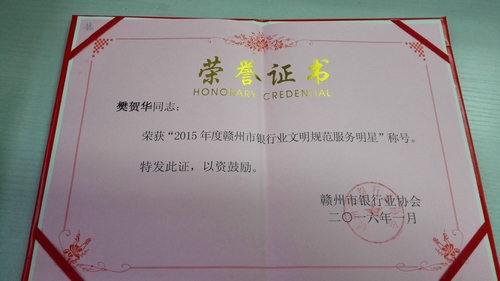 荣誉证书
HONORARY CREDENTIAL
樊贺华同志：
荣获“2015年度赣州市银行业文明规范服务明星”称号。
特发此证，以资鼓励。
赣州市银行业协会
二〇一六年一月